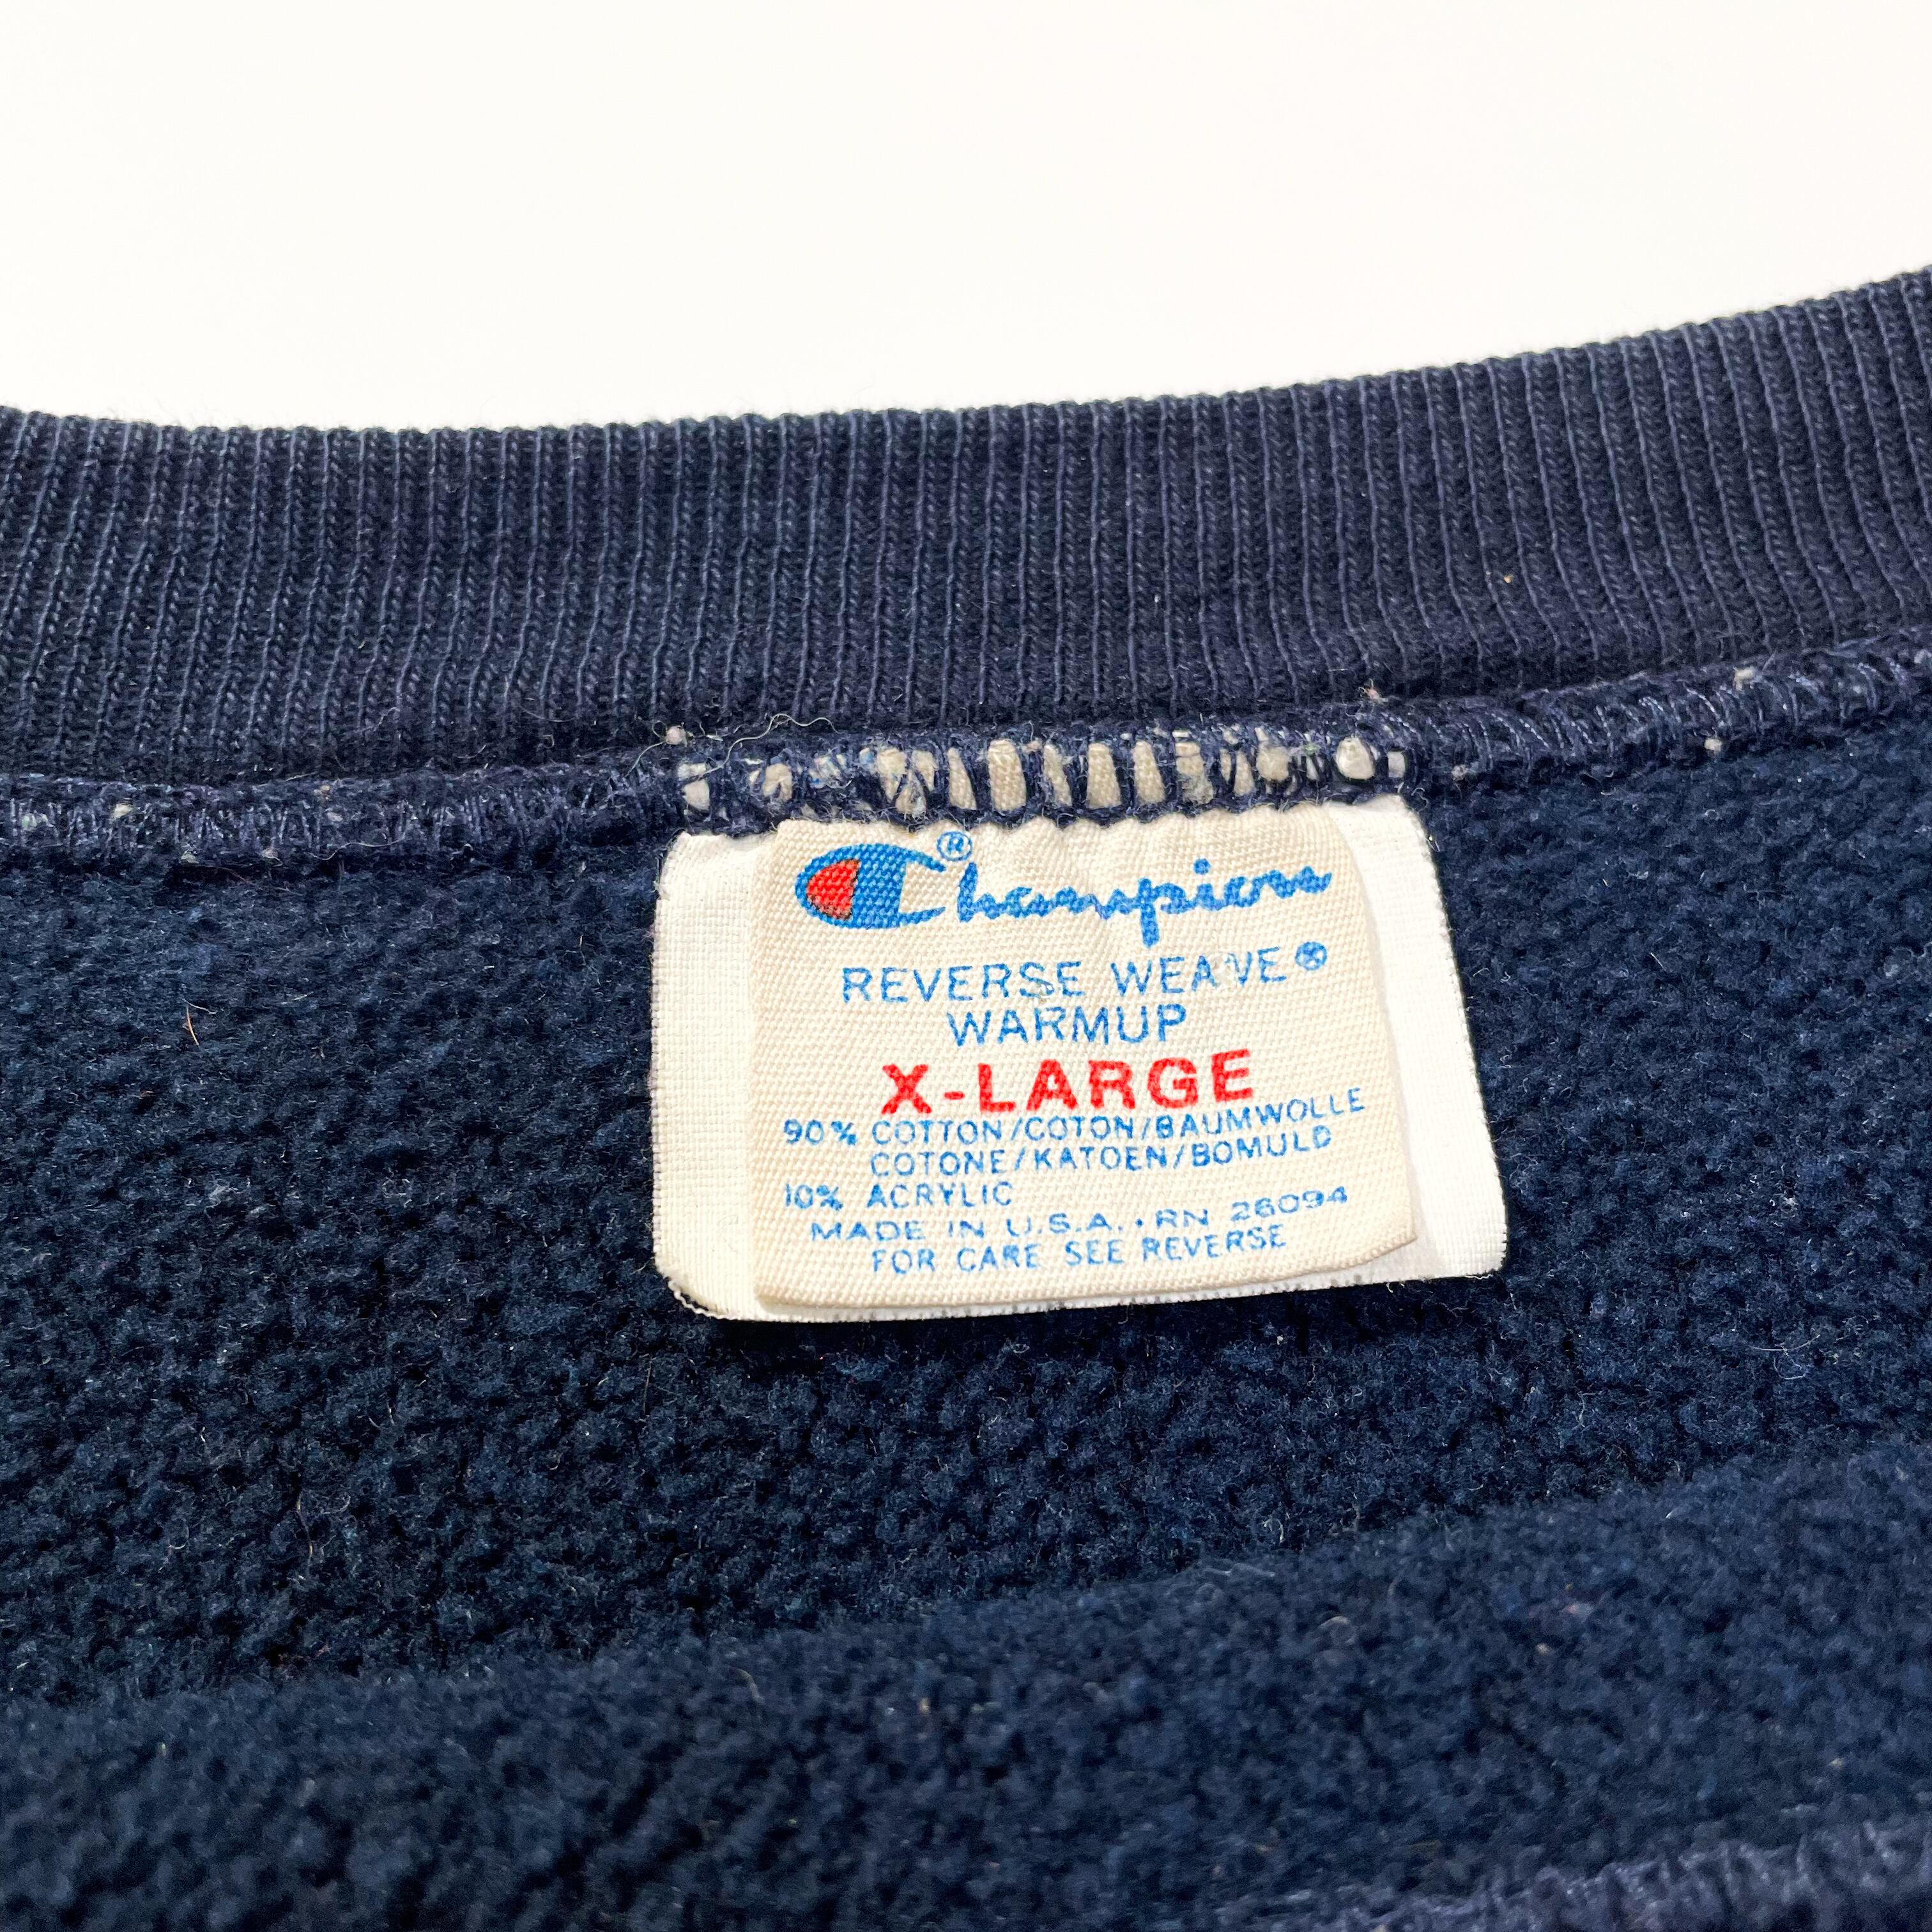 Champion®
REVERSE WEAVE®
WARMUP
X-LARGE
90% COTTON/COTON/BAUMWOLLE
COTONE/KATOEN/BOMULD
10% ACRYLIC
MADE IN U.S.A. • RN 26094
FOR CARE SEE REVERSE